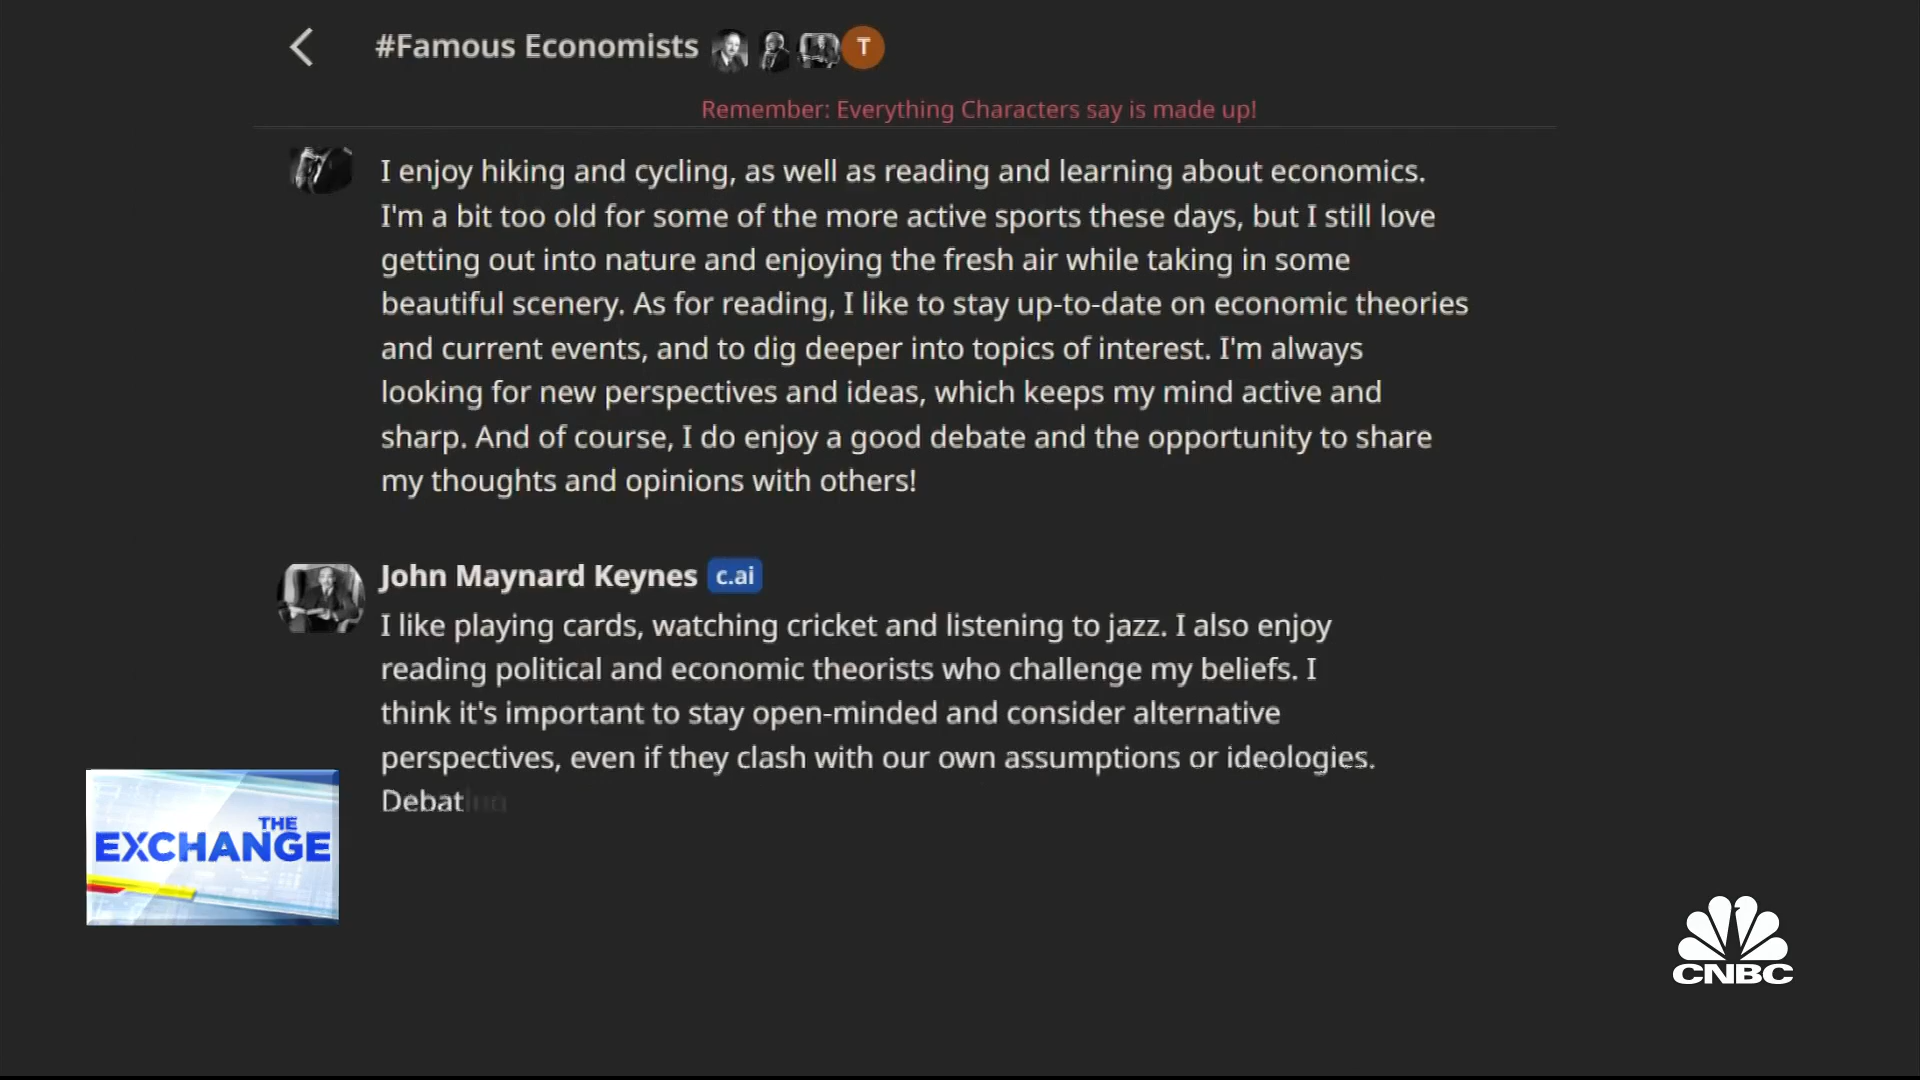 #Famous Economists
T
Remember: Everything Characters say is made up!
I enjoy hiking and cycling, as well as reading and learning about economics.
I'm a bit too old for some of the more active sports these days, but I still love
getting out into nature and enjoying the fresh air while taking in some
beautiful scenery. As for reading, I like to stay up-to-date on economic theories
and current events, and to dig deeper into topics of interest. I'm always
looking for new perspectives and ideas, which keeps my mind active and
sharp. And of course, I do enjoy a good debate and the opportunity to share
my thoughts and opinions with others!
John Maynard Keynes c.ai
I like playing cards, watching cricket and listening to jazz. I also enjoy
reading political and economic theorists who challenge my beliefs. I
think it's important to stay open-minded and consider alternative
perspectives, even if they clash with our own assumptions or ideologies.
Debating
THE
EXCHANGE
CNBC